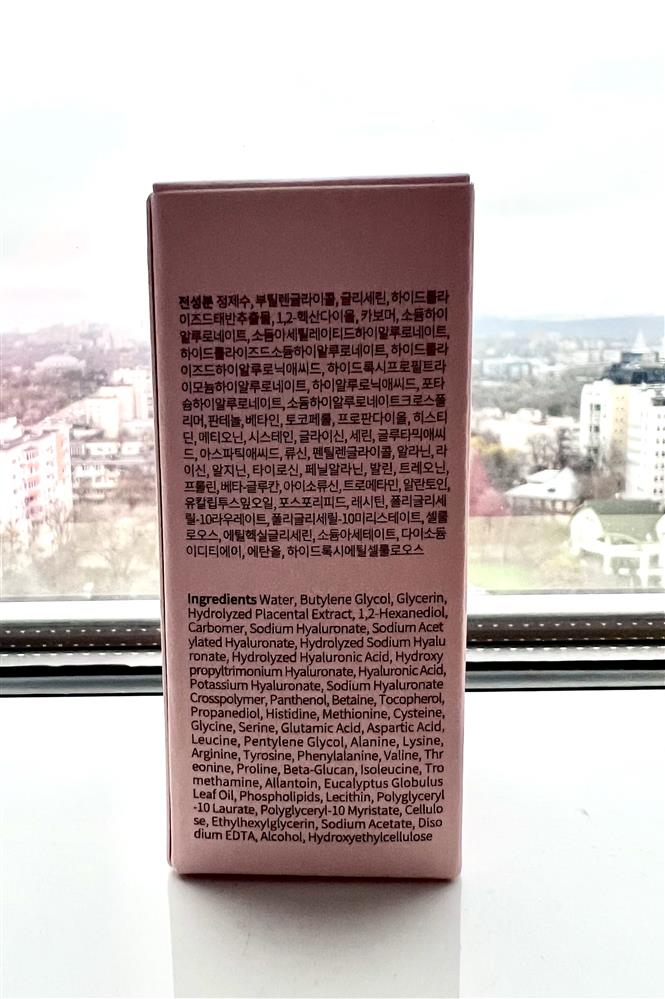 전성분 정제수, 부틸렌글라이콜, 글리세린, 하이드롤라
이즈드태반추출물, 1,2-헥산다이올, 카보머, 소듐하이
알루로네이트, 소듐아세틸레이티드하이알루로네이트,
하이드롤라이즈드소듐하이알루로네이트, 하이드롤라
이즈드하이알루로닉애씨드, 하이드록시프로필트라
이모늄하이알루로네이트, 하이알루로닉애씨드, 포타
슘하이알루로네이트, 소듐하이알루로네이트크로스폴
리머, 판테놀, 베타인, 토코페롤, 프로판다이올, 히스티
딘, 메티오닌, 시스테인, 글라이신, 세린, 글루타믹애씨
드, 아스파틱애씨드, 류신, 펜틸렌글라이콜, 알라닌, 라
이신, 알지닌, 타이로신, 페닐알라닌, 발린, 트레오닌,
프롤린, 베타-글루칸, 아이소류신, 트로메타민, 알란토인,
유칼립투스잎오일, 포스포리피드, 레시틴, 폴리글리세
릴-10라우레이트, 폴리글리세릴-10미리스테이트, 셀룰
로오스, 에틸헥실글리세린, 소듐아세테이트, 다이소듐
이디티에이, 에탄올, 하이드록시에틸셀룰로오스
Ingredients Water, Butylene Glycol, Glycerin,
Hydrolyzed Placental Extract, 1,2-Hexanediol,
Carbomer, Sodium Hyaluronate, Sodium Acet
ylated Hyaluronate, Hydrolyzed Sodium Hyalu
ronate, Hydrolyzed Hyaluronic Acid, Hydroxy
propyltrimonium Hyaluronate, Hyaluronic Acid,
Potassium Hyaluronate, Sodium Hyaluronate
Crosspolymer, Panthenol, Betaine, Tocopherol,
Propanediol, Histidine, Methionine, Cysteine,
Glycine, Serine, Glutamic Acid, Aspartic Acid,
Leucine, Pentylene Glycol, Alanine, Lysine,
Arginine, Tyrosine, Phenylalanine, Valine, Thr
eonine, Proline, Beta-Glucan, Isoleucine, Tro
methamine, Allantoin, Eucalyptus Globulus
Leaf Oil, Phospholipids, Lecithin, Polyglyceryl
-10 Laurate, Polyglyceryl-10 Myristate, Cellulo
se, Ethylhexylglycerin, Sodium Acetate, Diso
dium EDTA, Alcohol, Hydroxyethylcellulose